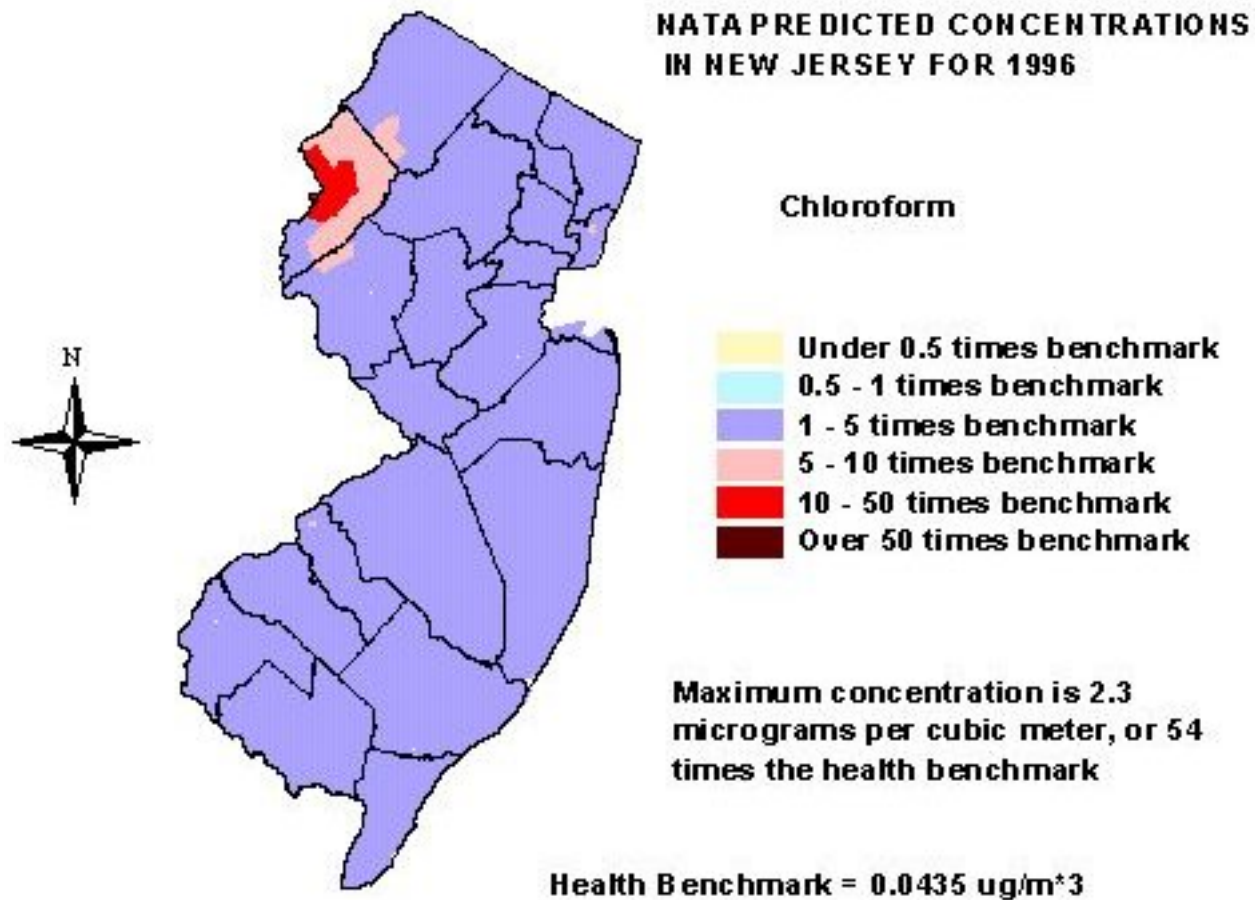 NATA PREDICTED CONCENTRATIONS
IN NEW JERSEY FOR 1996
Chloroform
N
Under 0.5 times benchmark
0.5 - 1 times benchmark
1 - 5 times benchmark
5 - 10 times benchmark
10 - 50 times benchmark
Over 50 times benchmark
Maximum concentration is 2.3
micrograms per cubic meter, or 54
times the health benchmark
Health Benchmark = 0.0435 ug/m*3